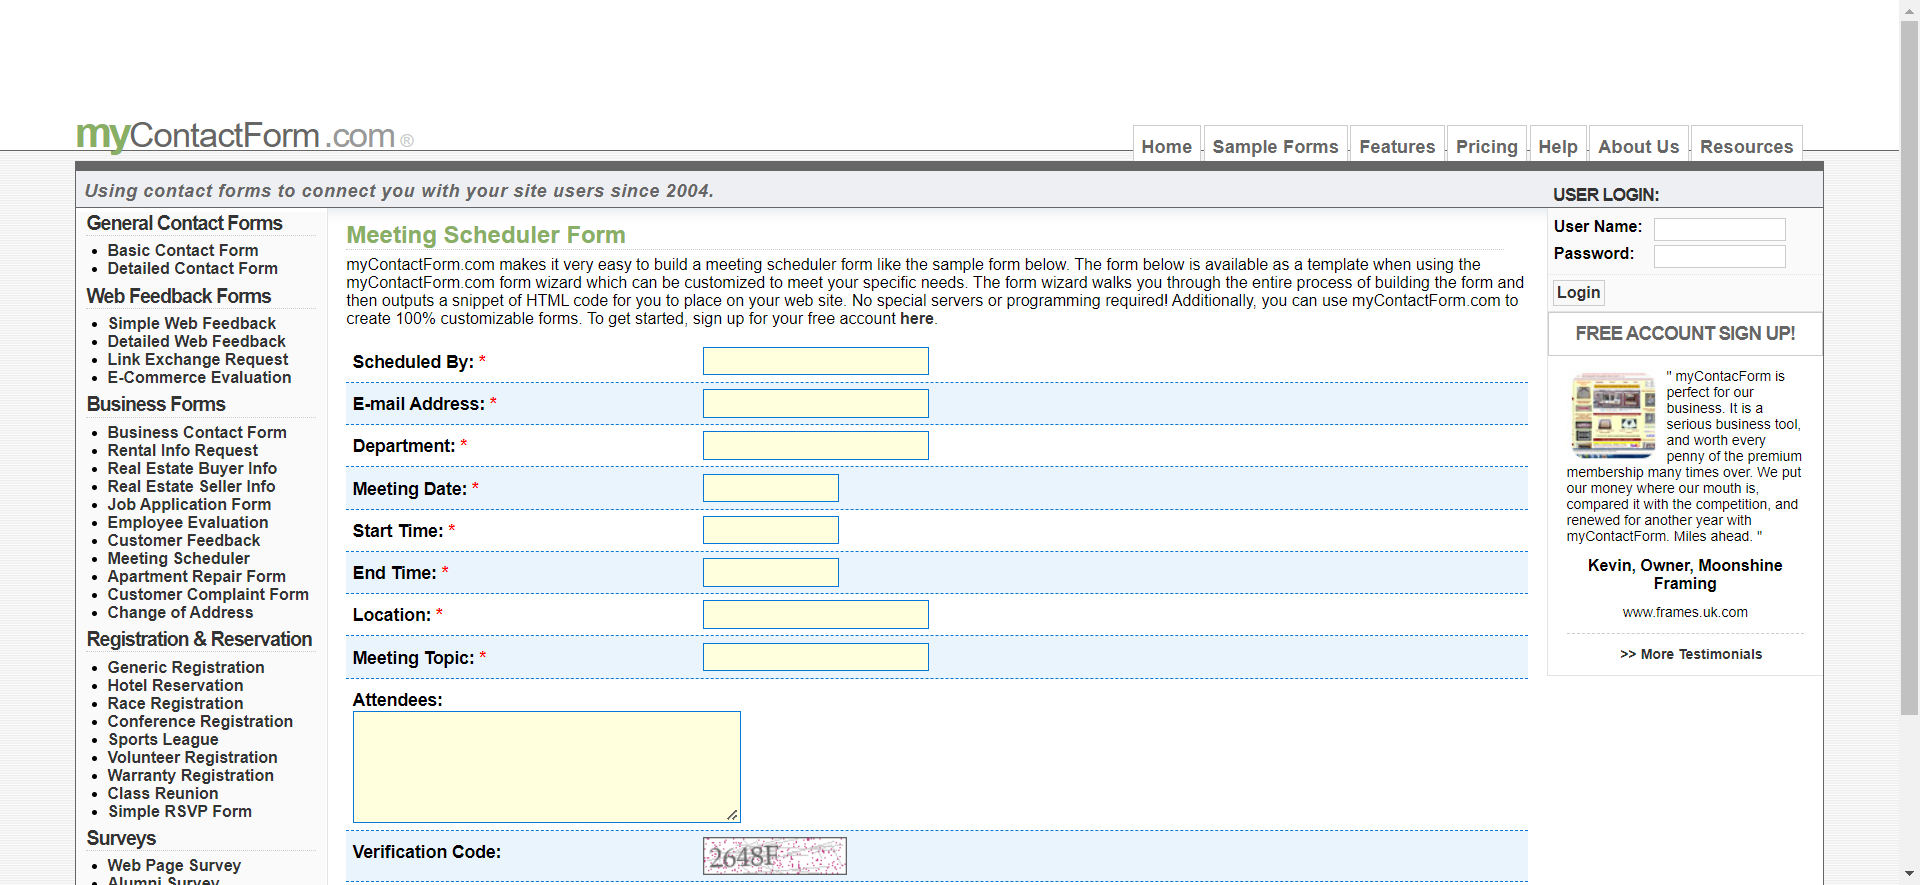 myContactForm.com®
Home
Sample Forms
Features
Pricing
Help
About Us
Resources
Using contact forms to connect you with your site users since 2004.
USER LOGIN:
General Contact Forms
Basic Contact Form
Detailed Contact Form
Web Feedback Forms
Simple Web Feedback
Detailed Web Feedback
Link Exchange Request
E-Commerce Evaluation
Business Forms
Business Contact Form
Rental Info Request
Real Estate Buyer Info
Real Estate Seller Info
Job Application Form
Employee Evaluation
Customer Feedback
Meeting Scheduler
Apartment Repair Form
Customer Complaint Form
Change of Address
Registration & Reservation
Generic Registration
Hotel Reservation
Race Registration
Conference Registration
Sports League
Volunteer Registration
Warranty Registration
Class Reunion
Simple RSVP Form
Surveys
Web Page Survey
Alumni Survey
Meeting Scheduler Form
myContactForm.com makes it very easy to build a meeting scheduler form like the sample form below. The form below is available as a template when using the
myContactForm.com form wizard which can be customized to meet your specific needs. The form wizard walks you through the entire process of building the form and
then outputs a snippet of HTML code for you to place on your web site. No special servers or programming required! Additionally, you can use myContactForm.com to
create 100% customizable forms. To get started, sign up for your free account here.
Scheduled By: *
E-mail Address: *
Department: *
Meeting Date: *
Start Time: *
End Time: *
Location: *
Meeting Topic: *
Attendees:
Verification Code:
2648F
User Name:
Password:
Login
FREE ACCOUNT SIGN UP!
" myContacForm is
perfect for our
business. It is a
serious business tool,
and worth every
penny of the premium
membership many times over. We put
our money where our mouth is,
compared it with the competition, and
renewed for another year with
myContactForm. Miles ahead. "
Kevin, Owner, Moonshine
Framing
www.frames.uk.com
>> More Testimonials